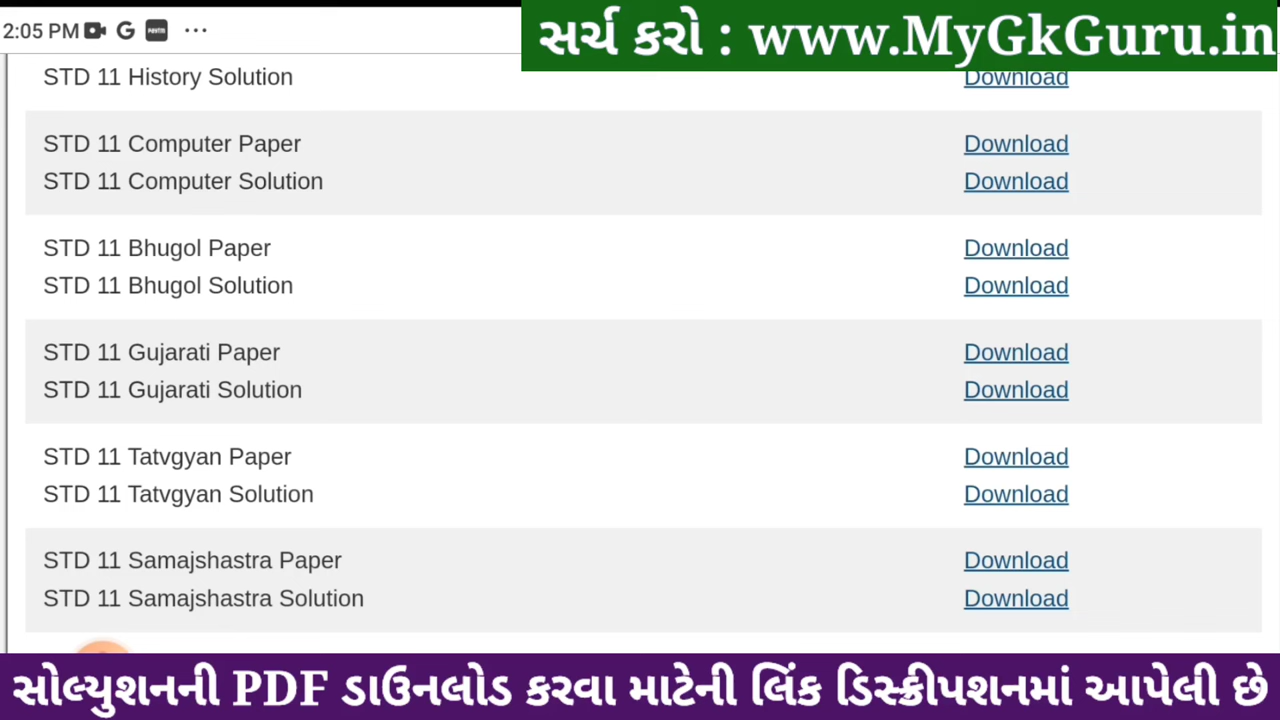 2:05 PM
સર્ચ કરો : www.MyGkGuru.in
STD 11 History Solution Download
STD 11 Computer Paper Download
STD 11 Computer Solution Download
STD 11 Bhugol Paper Download
STD 11 Bhugol Solution Download
STD 11 Gujarati Paper Download
STD 11 Gujarati Solution Download
STD 11 Tatvgyan Paper Download
STD 11 Tatvgyan Solution Download
STD 11 Samajshastra Paper Download
STD 11 Samajshastra Solution Download
સોલ્યુશનની PDF ડાઉનલોડ કરવા માટેની લિંક ડિસ્ક્રીપશનમાં આપેલી છે